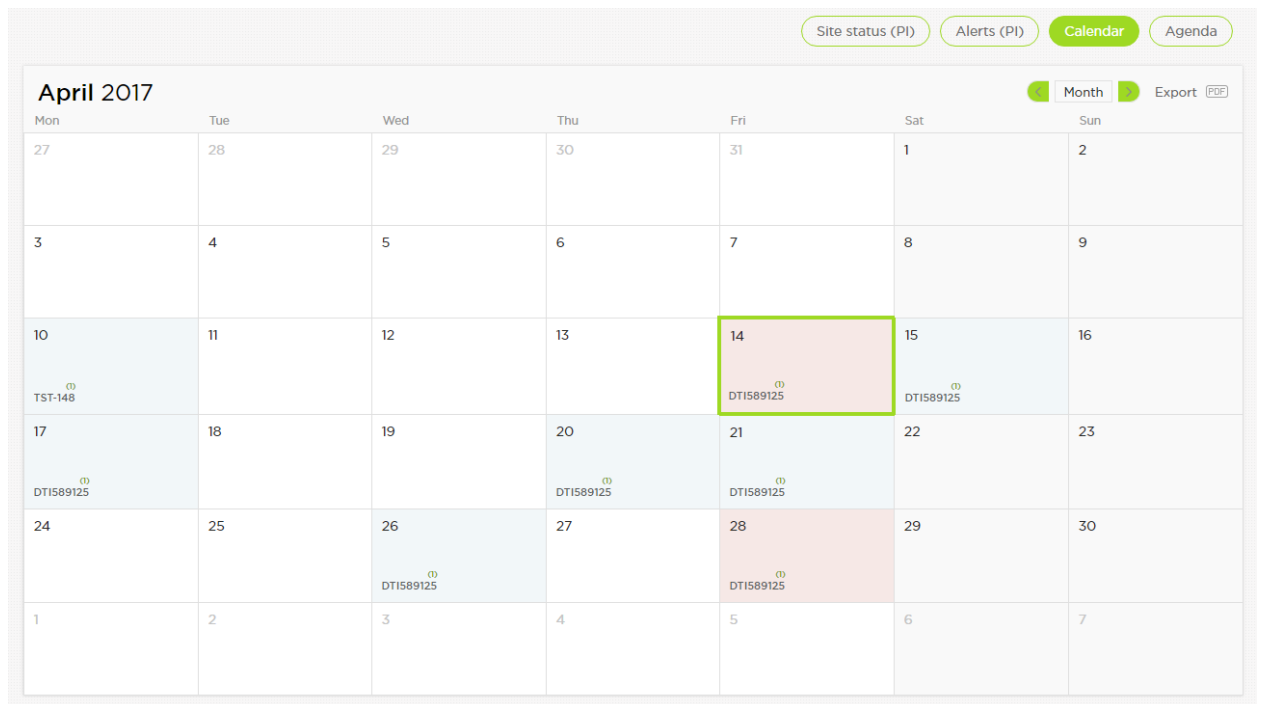 Site status (PI) Alerts (PI) Calendar Agenda
April 2017 < Month > Export PDF
Mon Tue Wed Thu Fri Sat Sun
27 28 29 30 31 1 2
3 4 5 6 7 8 9
10 11 12 13 14 15 16
(1) (1) (1)
TST-148 DTI589125 DTI589125
17 18 19 20 21 22 23
(1) (1) (1)
DTI589125 DTI589125 DTI589125
24 25 26 27 28 29 30
(1) (1)
DTI589125 DTI589125
1 2 3 4 5 6 7